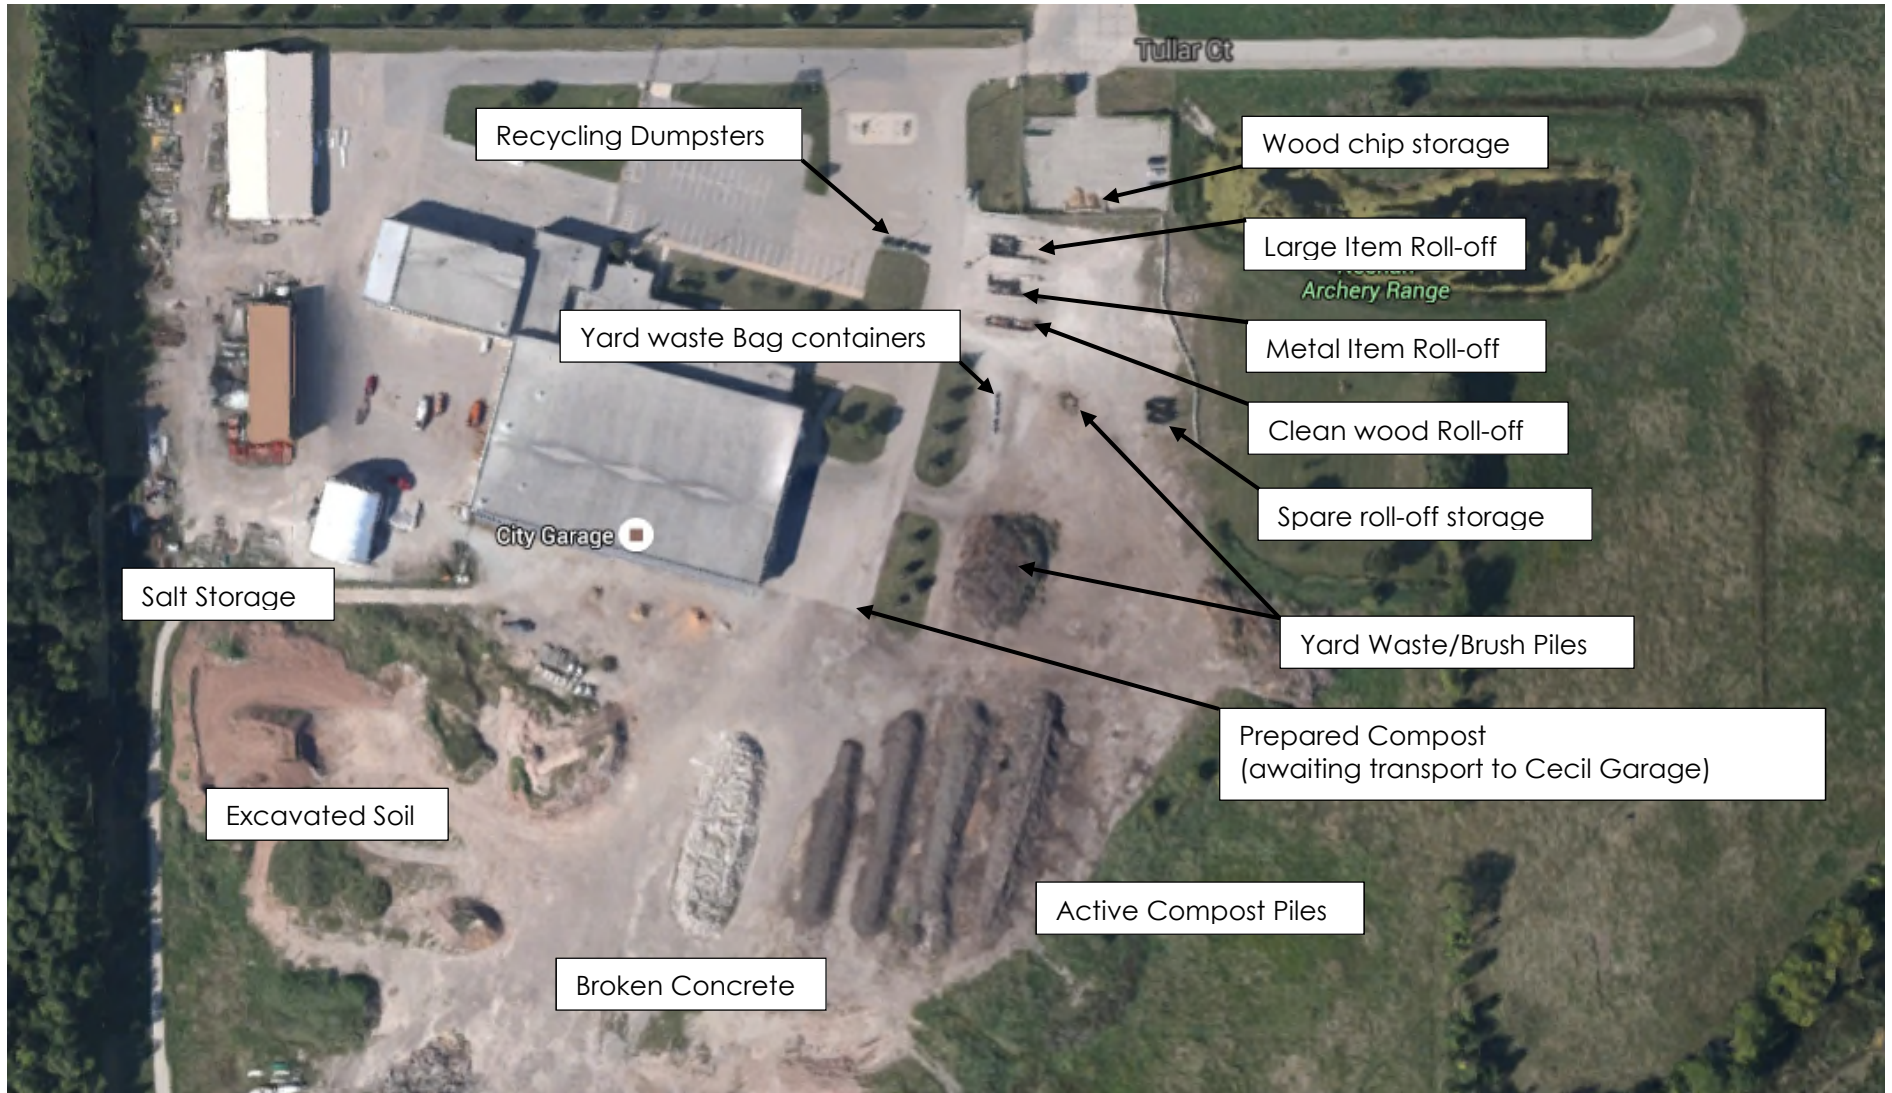 Tullar Ct
Recycling Dumpsters
Wood chip storage
Large Item Roll-off
Archery Range
Yard waste Bag containers
Metal Item Roll-off
Clean wood Roll-off
Spare roll-off storage
City Garage
Salt Storage
Yard Waste/Brush Piles
Prepared Compost
(awaiting transport to Cecil Garage)
Excavated Soil
Active Compost Piles
Broken Concrete